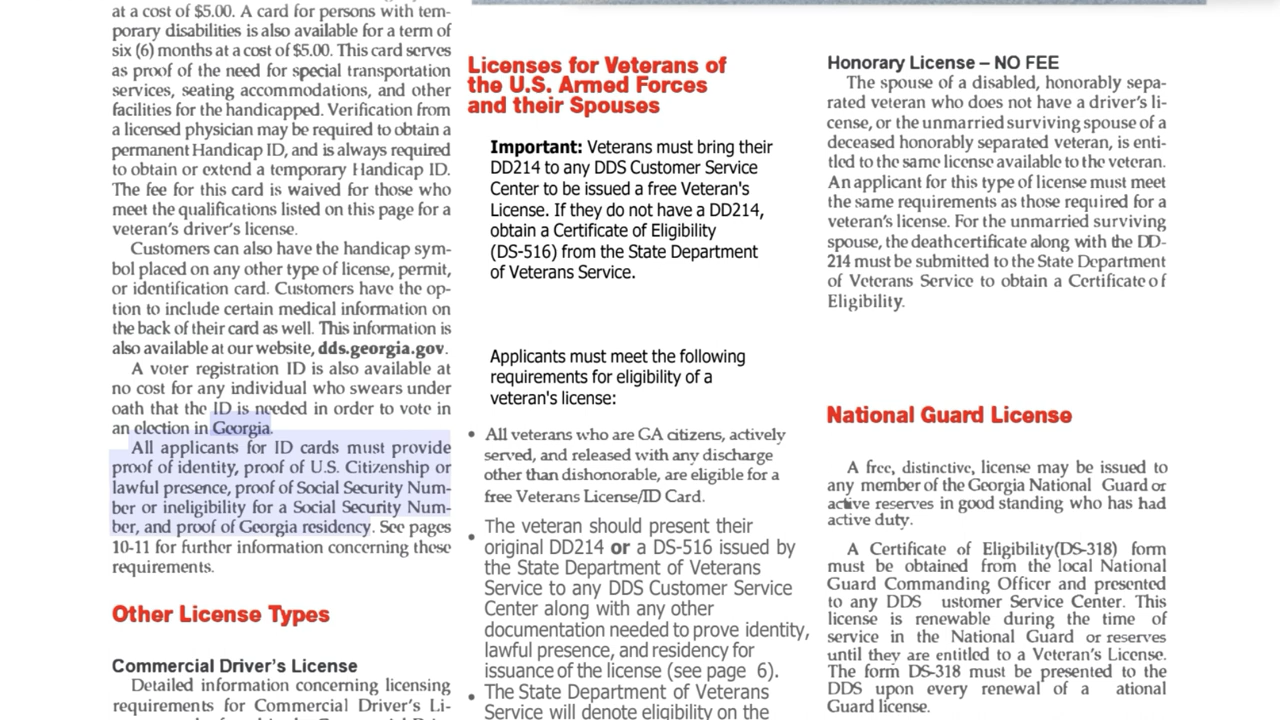 at a cost of $5.00. A card for persons with tem-
porary disabilities is also available for a term of
six (6) months at a cost of $5.00. This card serves
as proof of the need for special transportation
services, seating accommodations, and other
facilities for the handicapped. Verification from
a licensed physician may be required to obtain a
permanent Handicap ID, and is always required
to obtain or extend a temporary Handicap ID.
The fee for this card is waived for those who
meet the qualifications listed on this page for a
veteran's driver's license.
Customers can also have the handicap sym-
bol placed on any other type of license, permit,
or identification card. Customers have the op-
tion to include certain medical information on
the back of their card as well. This information is
also available at our website, dds.georgia.gov.
A voter registration ID is also available at
no cost for any individual who swears under
oath that the ID is needed in order to vote in
an election in Georgia.
All applicants for ID cards must provide
proof of identity, proof of U.S. Citizenship or
lawful presence, proof of Social Security Num-
ber or ineligibility for a Social Security Num-
ber, and proof of Georgia residency. See pages
10-11 for further information concerning these
requirements.
Other License Types
Commercial Driver's License
Detailed information concerning licensing
requirements for Commercial Driver's Li-
Licenses for Veterans of
the U.S. Armed Forces
and their Spouses
Important: Veterans must bring their
DD214 to any DDS Customer Service
Center to be issued a free Veteran's
License. If they do not have a DD214,
obtain a Certificate of Eligibility
(DS-516) from the State Department
of Veterans Service.
Applicants must meet the following
requirements for eligibility of a
veteran's license:
• All veterans who are GA citizens, actively
served, and released with any discharge
other than dishonorable, are eligible for a
free Veterans License/ID Card.
• The veteran should present their
original DD214 or a DS-516 issued by
the State Department of Veterans
Service to any DDS Customer Service
Center along with any other
documentation needed to prove identity,
lawful presence, and residency for
issuance of the license (see page 6).
• The State Department of Veterans
Service will denote eligibility on the
Honorary License – NO FEE
The spouse of a disabled, honorably sepa-
rated veteran who does not have a driver's li-
cense, or the unmarried surviving spouse of a
deceased honorably separated veteran, is enti-
tled to the same license available to the veteran.
An applicant for this type of license must meet
the same requirements as those required for a
veteran's license. For the unmarried surviving
spouse, the death certificate along with the DD-
214 must be submitted to the State Department
of Veterans Service to obtain a Certificate of
Eligibility.
National Guard License
A free, distinctive, license may be issued to
any member of the Georgia National Guard or
active reserves in good standing who has had
active duty.
A Certificate of Eligibility(DS-318) form
must be obtained from the local National
Guard Commanding Officer and presented
to any DDS ustomer Service Center. This
license is renewable during the time of
service in the National Guard or reserves
until they are entitled to a Veteran's License.
The form DS-318 must be presented to the
DDS upon every renewal of a ational
Guard license.